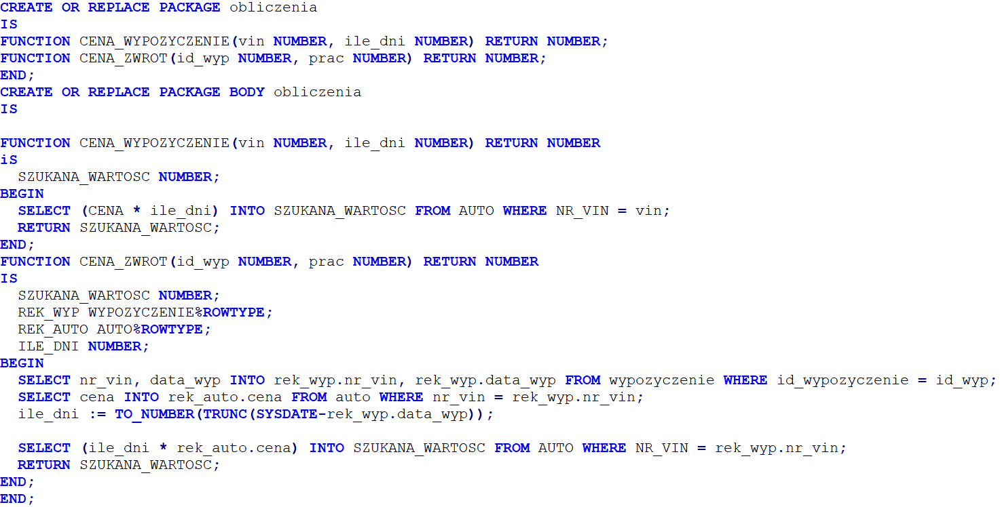 CREATE OR REPLACE PACKAGE obliczenia
IS
FUNCTION CENA_WYPOZYCZENIE(vin NUMBER, ile_dni NUMBER) RETURN NUMBER;
FUNCTION CENA_ZWROT(id_wyp NUMBER, prac NUMBER) RETURN NUMBER;
END;
CREATE OR REPLACE PACKAGE BODY obliczenia
IS
FUNCTION CENA_WYPOZYCZENIE(vin NUMBER, ile_dni NUMBER) RETURN NUMBER
iS
SZUKANA_WARTOSC NUMBER;
BEGIN
SELECT (CENA * ile_dni) INTO SZUKANA_WARTOSC FROM AUTO WHERE NR_VIN = vin;
RETURN SZUKANA_WARTOSC;
END;
FUNCTION CENA_ZWROT(id_wyp NUMBER, prac NUMBER) RETURN NUMBER
IS
SZUKANA_WARTOSC NUMBER;
REK_WYP WYPOZYCZENIE%ROWTYPE;
REK_AUTO AUTO%ROWTYPE;
ILE_DNI NUMBER;
BEGIN
SELECT nr_vin, data_wyp INTO rek_wyp.nr_vin, rek_wyp.data_wyp FROM wypozyczenie WHERE id_wypozyczenie = id_wyp;
SELECT cena INTO rek_auto.cena FROM auto WHERE nr_vin = rek_wyp.nr_vin;
ile_dni := TO_NUMBER(TRUNC(SYSDATE-rek_wyp.data_wyp));
SELECT (ile_dni * rek_auto.cena) INTO SZUKANA_WARTOSC FROM AUTO WHERE NR_VIN = rek_wyp.nr_vin;
RETURN SZUKANA_WARTOSC;
END;
END;